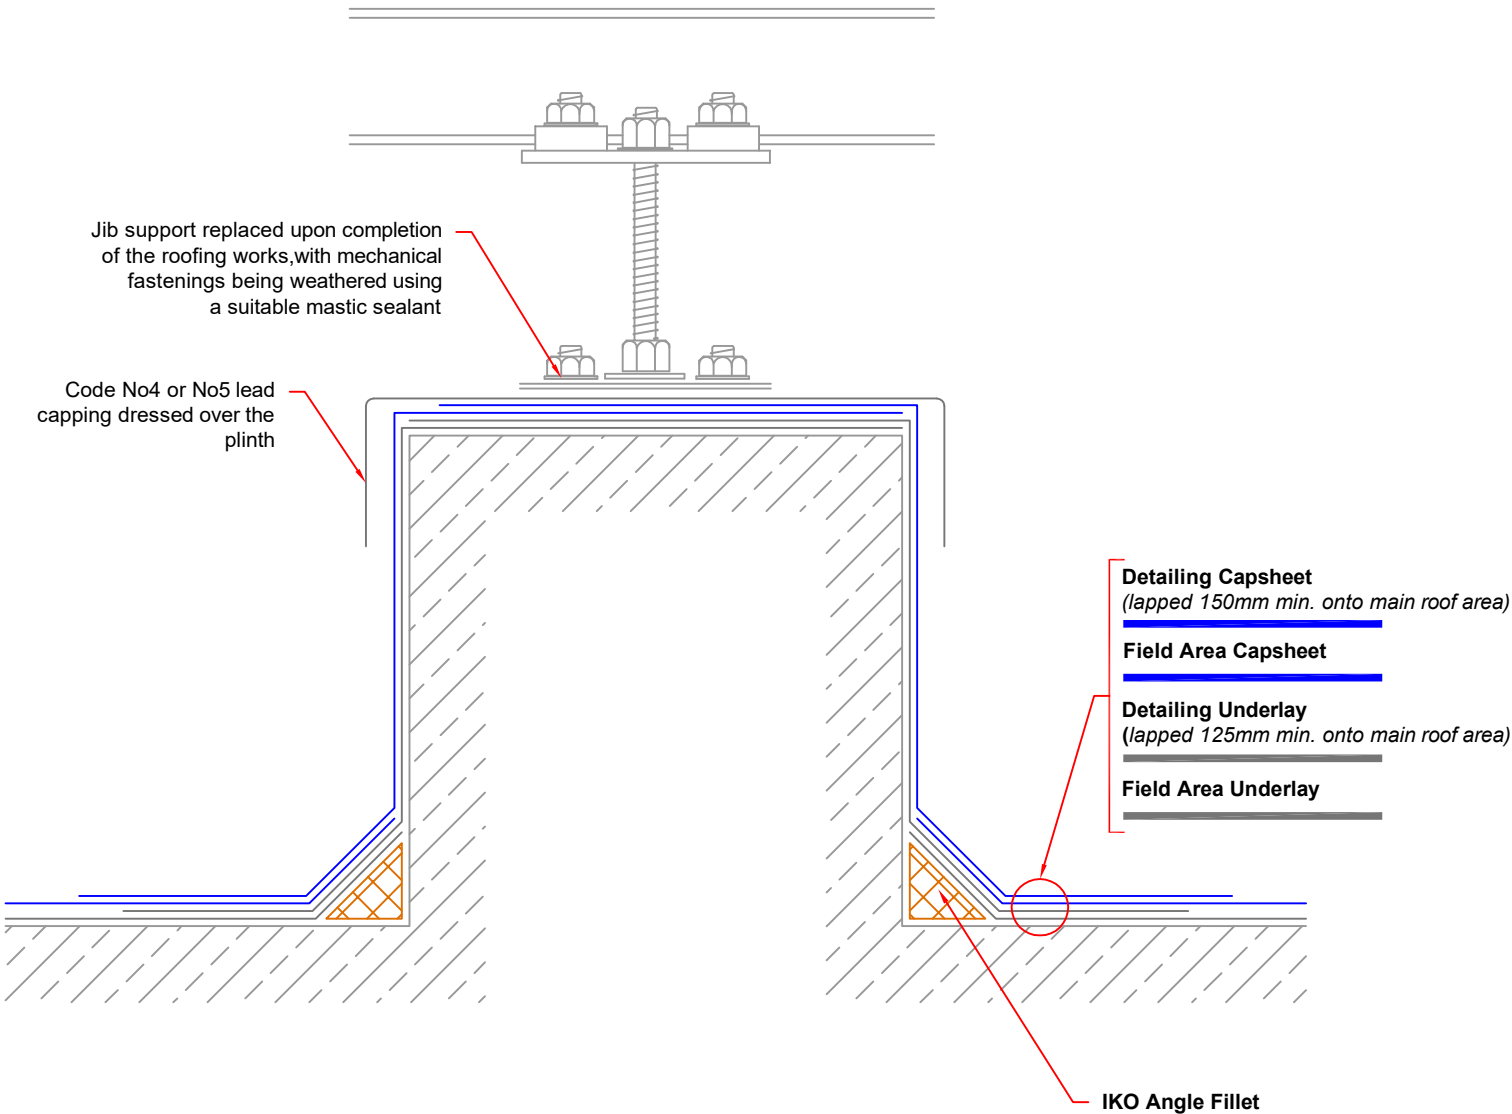 Jib support replaced upon completion
of the roofing works,with mechanical
fastenings being weathered using
a suitable mastic sealant
Code No4 or No5 lead
capping dressed over the
plinth
Detailing Capsheet
(lapped 150mm min. onto main roof area)
Field Area Capsheet
Detailing Underlay
(lapped 125mm min. onto main roof area)
Field Area Underlay
IKO Angle Fillet